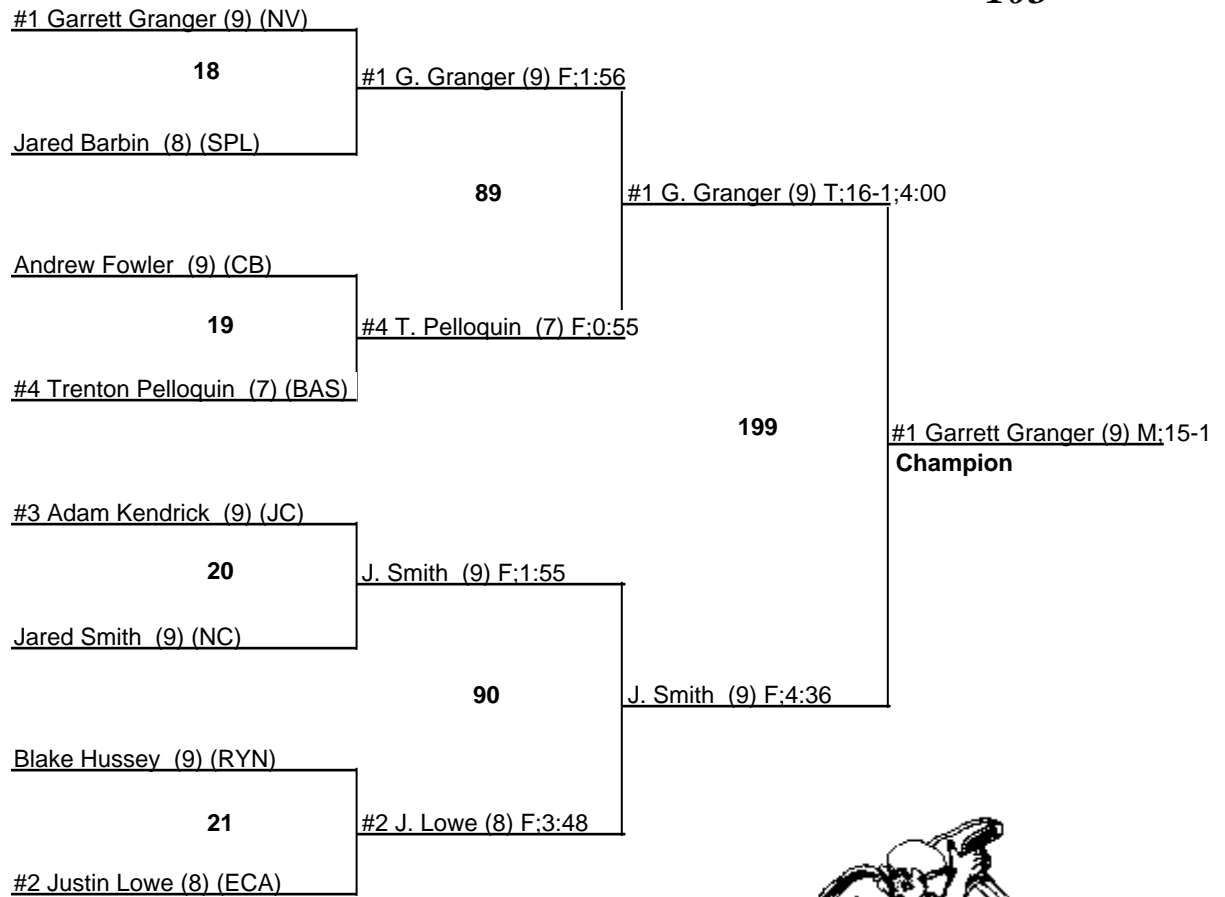 #1 Garrett Granger (9) (NV)
18
#1 G. Granger (9) F;1:56
Jared Barbin (8) (SPL)
89
#1 G. Granger (9) T;16-1;4:00
Andrew Fowler (9) (CB)
19
#4 T. Pelloquin (7) F;0:55
#4 Trenton Pelloquin (7) (BAS)
199
#1 Garrett Granger (9) M;15-1
Champion
#3 Adam Kendrick (9) (JC)
20
J. Smith (9) F;1:55
Jared Smith (9) (NC)
90
J. Smith (9) F;4:36
Blake Hussey (9) (RYN)
21
#2 J. Lowe (8) F;3:48
#2 Justin Lowe (8) (ECA)